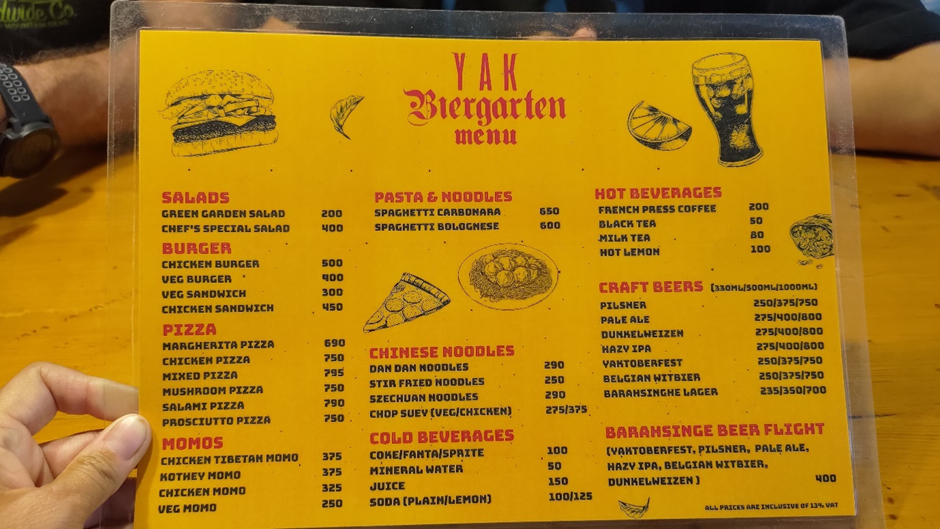 YAK
Biergarten
menu
SALADS
GREEN GARDEN SALAD 200
CHEF'S SPECIAL SALAD 400
BURGER
CHICKEN BURGER 500
VEG BURGER 400
VEG SANDWICH 300
CHICKEN SANDWICH 450
PIZZA
MARGHERITA PIZZA 690
CHICKEN PIZZA 750
MIXED PIZZA 795
MUSHROOM PIZZA 750
SALAMI PIZZA 790
PROSCIUTTO PIZZA 750
MOMOS
CHICKEN TIBETAN MOMO 375
KOTHEY MOMO 375
CHICKEN MOMO 325
VEG MOMO 250
PASTA & NOODLES
SPAGHETTI CARBONARA 650
SPAGHETTI BOLOGNESE 600
CHINESE NOODLES
DAN DAN NOODLES 290
STIR FRIED NOODLES 250
SZECHUAN NOODLES 290
CHOP SUEY (VEG/CHICKEN) 275/375
COLD BEVERAGES
COKE/FANTA/SPRITE 100
MINERAL WATER 50
JUICE 150
SODA (PLAIN/LEMON) 100/125
HOT BEVERAGES
FRENCH PRESS COFFEE 200
BLACK TEA 50
MILK TEA 80
HOT LEMON 100
CRAFT BEERS (330ML/500ML/1000ML)
PILSNER 250/375/750
PALE ALE 275/400/800
DUNKELWEIZEN 275/400/800
HAZY IPA 275/400/800
YAKTOBERFEST 250/375/750
BELGIAN WITBIER 250/375/750
BARAHSINGHE LAGER 235/350/700
BARAHSINGE BEER FLIGHT
(YAKTOBERFEST, PILSNER, PALE ALE,
HAZY IPA, BELGIAN WITBIER,
DUNKELWEIZEN ) 400
ALL PRICES ARE INCLUSIVE OF 13% VAT